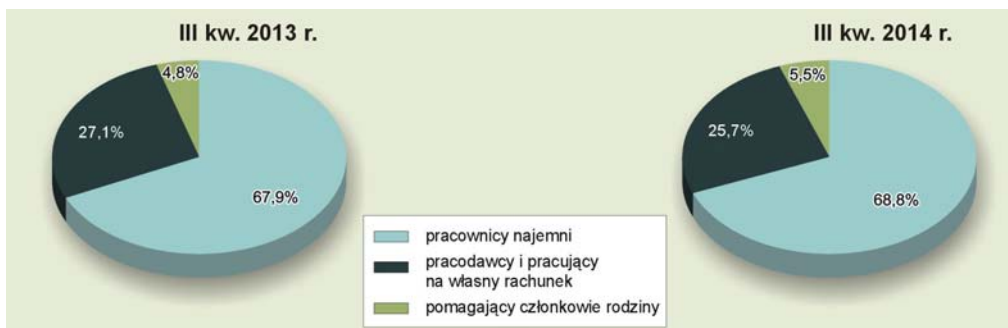 III kw. 2013 r.
4,8%
27,1%
67,9%
III kw. 2014 r.
5,5%
25,7%
68,8%
pracownicy najemni
pracodawcy i pracujący
na własny rachunek
pomagający członkowie rodziny